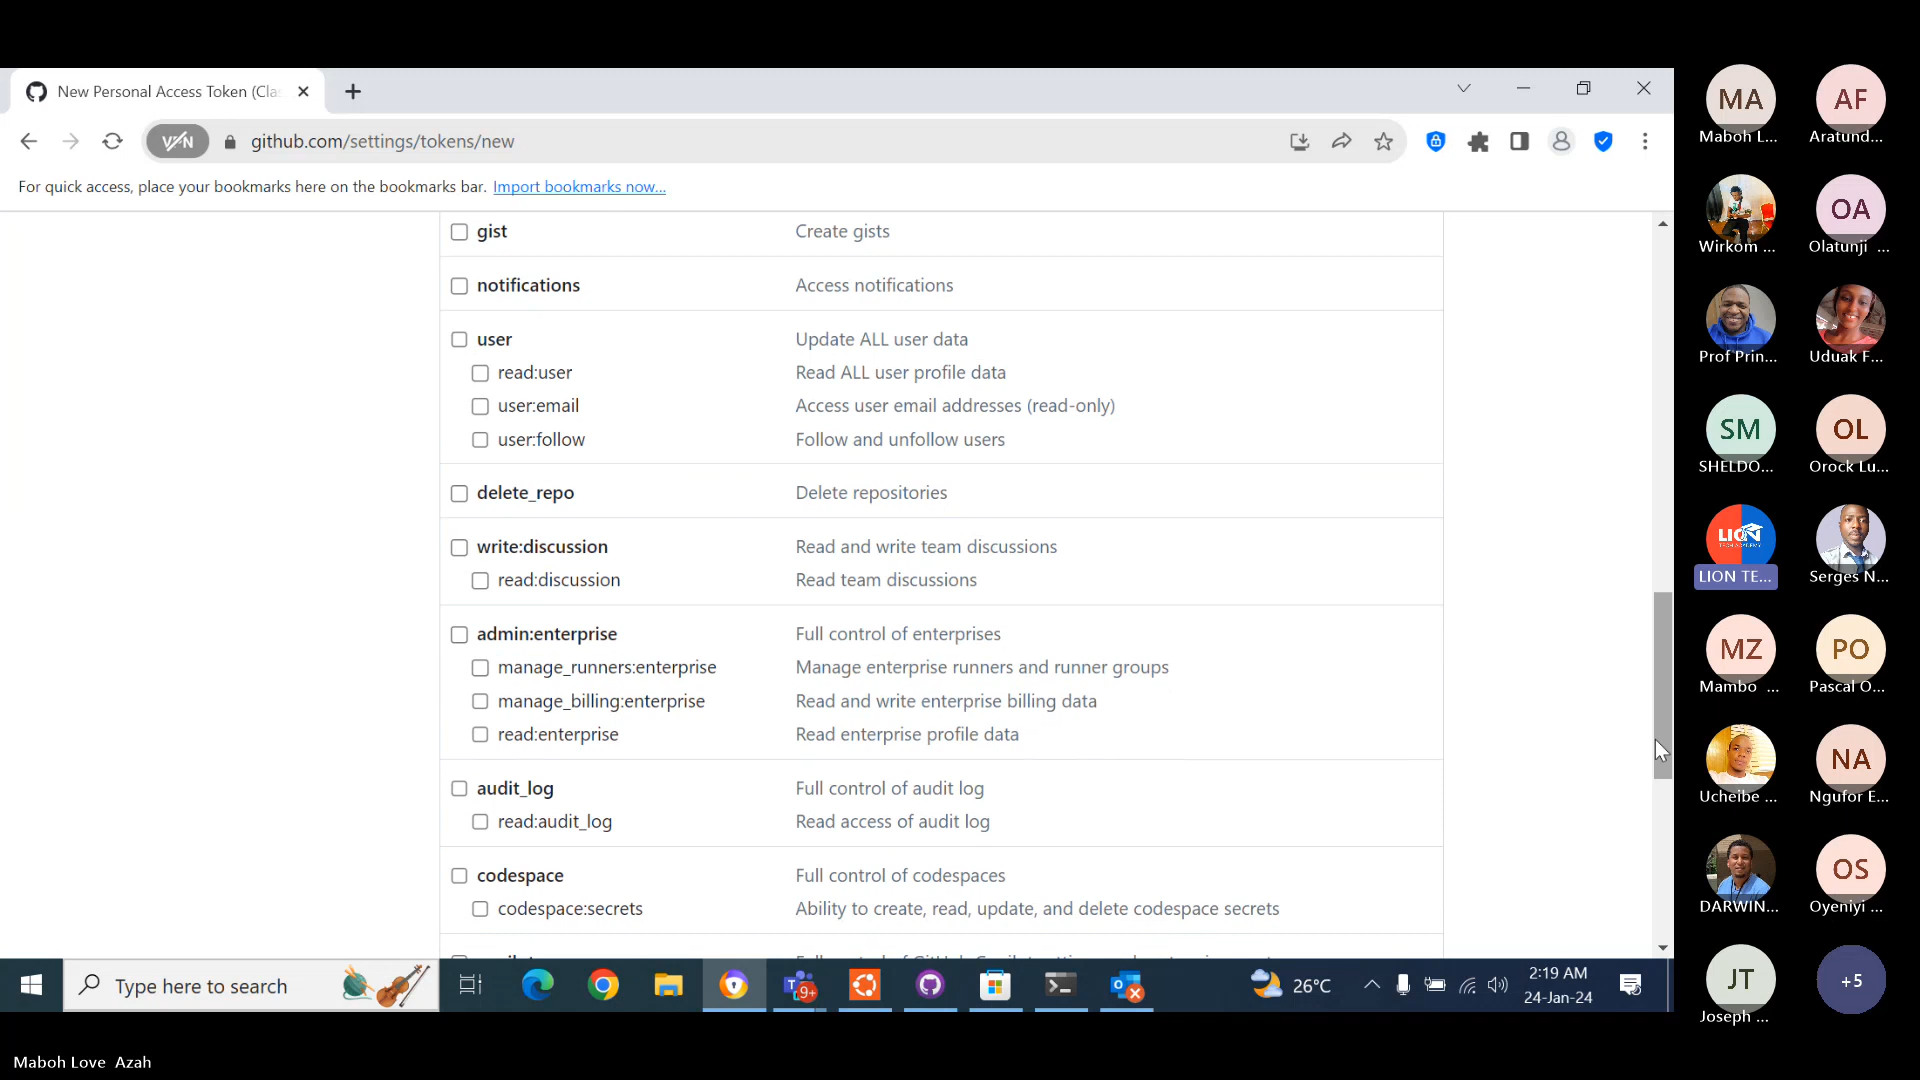 New Personal Access Token (Cla
VPN
github.com/settings/tokens/new
For quick access, place your bookmarks here on the bookmarks bar. Import bookmarks now...
gist Create gists
notifications Access notifications
user Update ALL user data
read:user Read ALL user profile data
user:email Access user email addresses (read-only)
user:follow Follow and unfollow users
delete_repo Delete repositories
write:discussion Read and write team discussions
read:discussion Read team discussions
admin:enterprise Full control of enterprises
manage_runners:enterprise Manage enterprise runners and runner groups
manage_billing:enterprise Read and write enterprise billing data
read:enterprise Read enterprise profile data
audit_log Full control of audit log
read:audit_log Read access of audit log
codespace Full control of codespaces
codespace:secrets Ability to create, read, update, and delete codespace secrets
Type here to search
9+
26°C
2:19 AM
24-Jan-24
Maboh Love Azah
MA AF
Maboh L... Aratund...
OA
Wirkom ... Olatunji ...
Prof Prin... Uduak F...
SM OL
SHELDO... Orock Lu...
LION
TECH ACADEMY
LION TE... Serges N...
MZ PO
Mambo ... Pascal O...
NA
Ucheibe ... Ngufor E...
OS
DARWIN... Oyeniyi ...
JT +5
Joseph ...